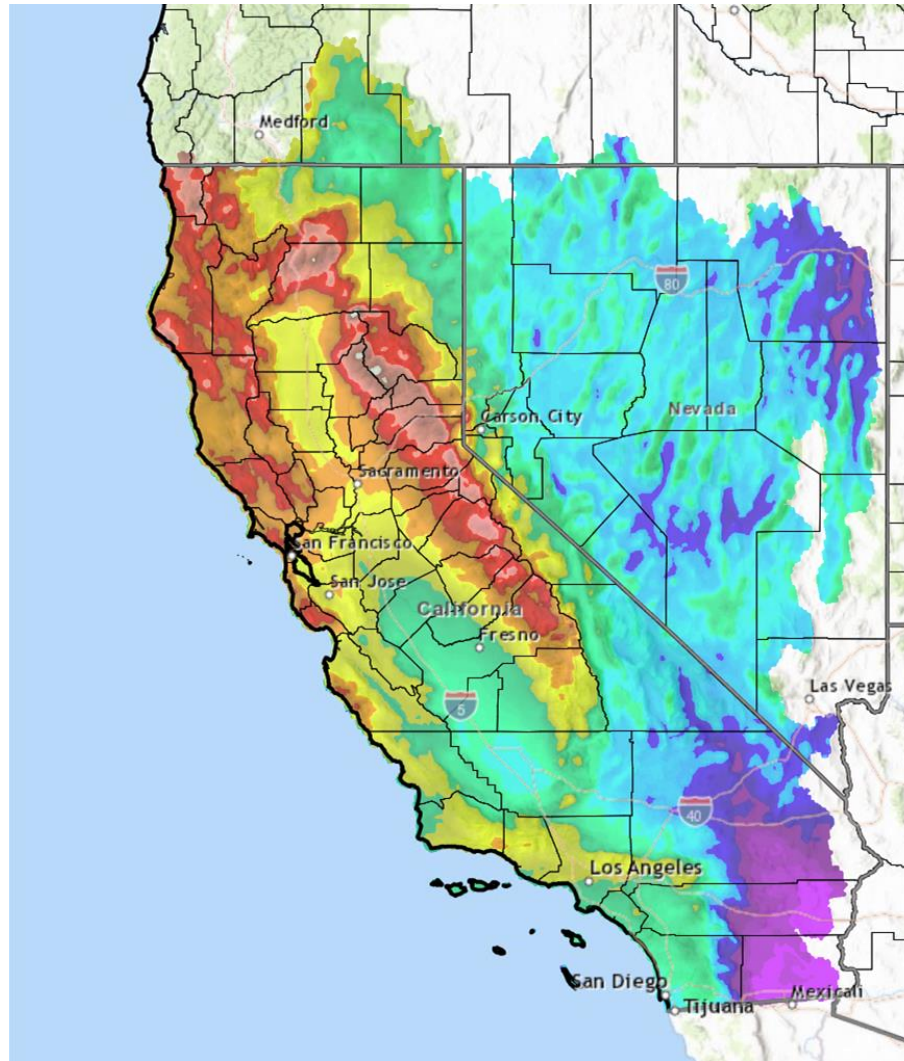 Medford
80
Carson City
Nevada
Sacramento
San Francisco
San Jose
California
Fresno
Las Vegas
5
40
Los Angeles
San Diego
Tijuana
Mexicali